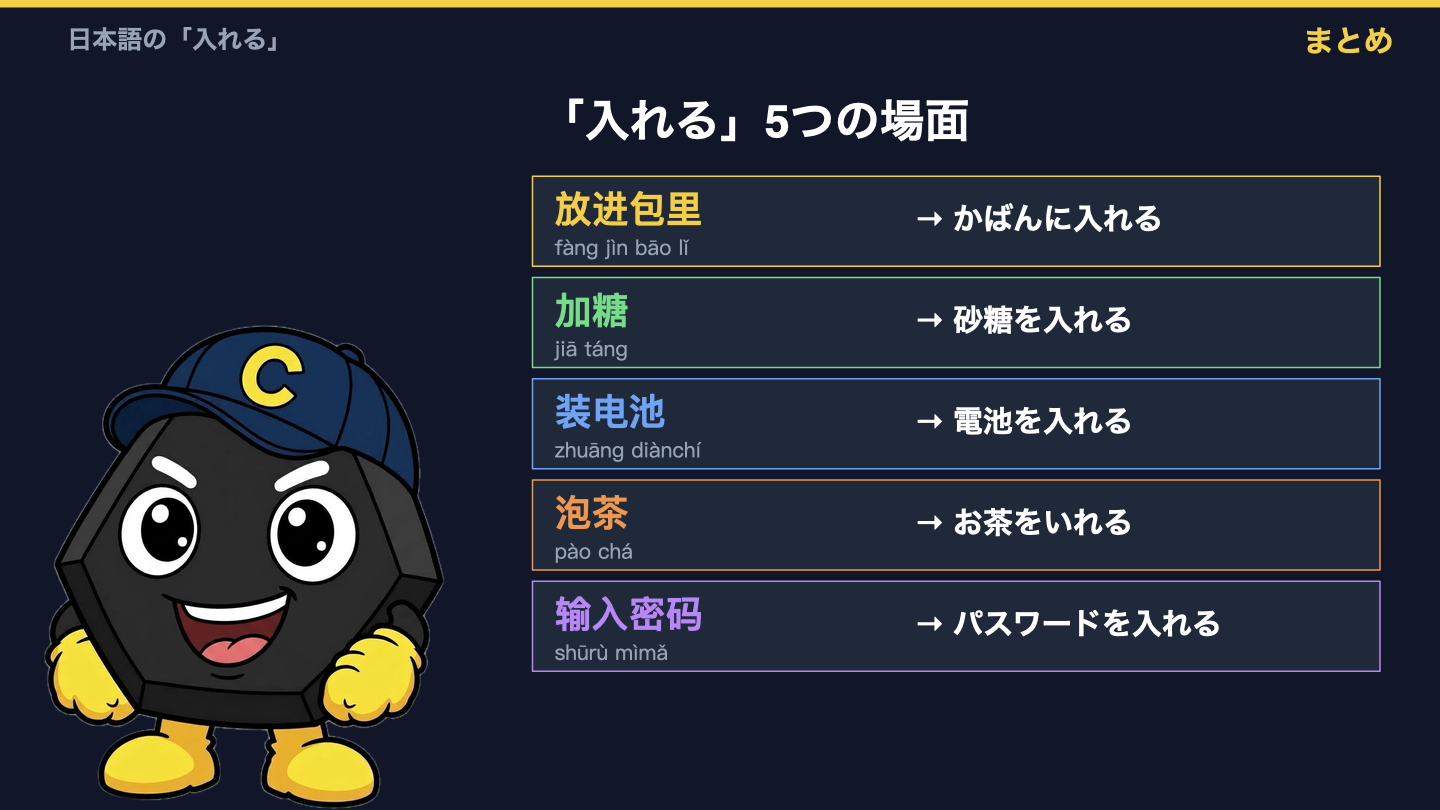 日本語の「入れる」
まとめ
「入れる」5つの場面
放进包里
fàng jìn bāo lǐ
→ かばんに入れる
加糖
jiā táng
→ 砂糖を入れる
装电池
zhuāng diànchí
→ 電池を入れる
泡茶
pào chá
→ お茶をいれる
输入密码
shūrù mìmǎ
→ パスワードを入れる
C